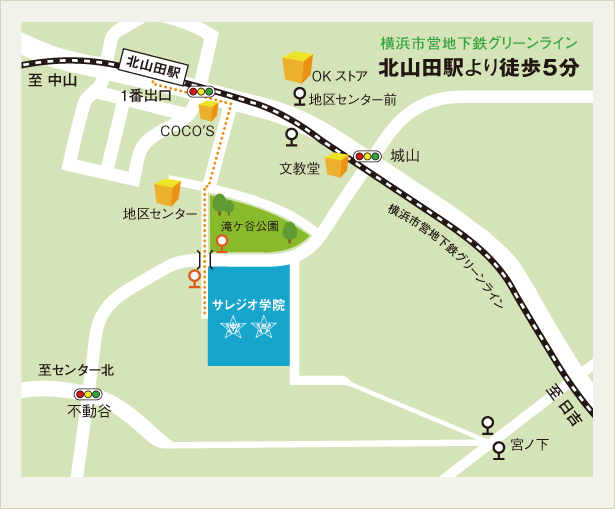 横浜市営地下鉄グリーンライン
北山田駅より徒歩5分
北山田駅
至 中山
1番出口
OK ストア
地区センター前
COCO'S
文教堂
城山
地区センター
滝ケ谷公園
横浜市営地下鉄グリーンライン
サレジオ学院
至センター北
不動谷
至 日吉
宮ノ下